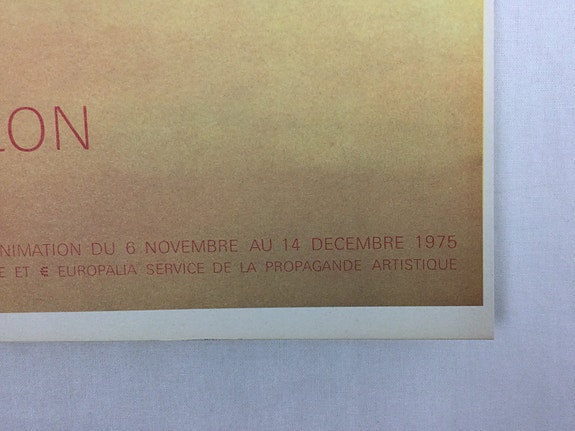 LON
NIMATION DU 6 NOVEMBRE AU 14 DECEMBRE 1975
E ET € EUROPALIA SERVICE DE LA PROPAGANDE ARTISTIQUE